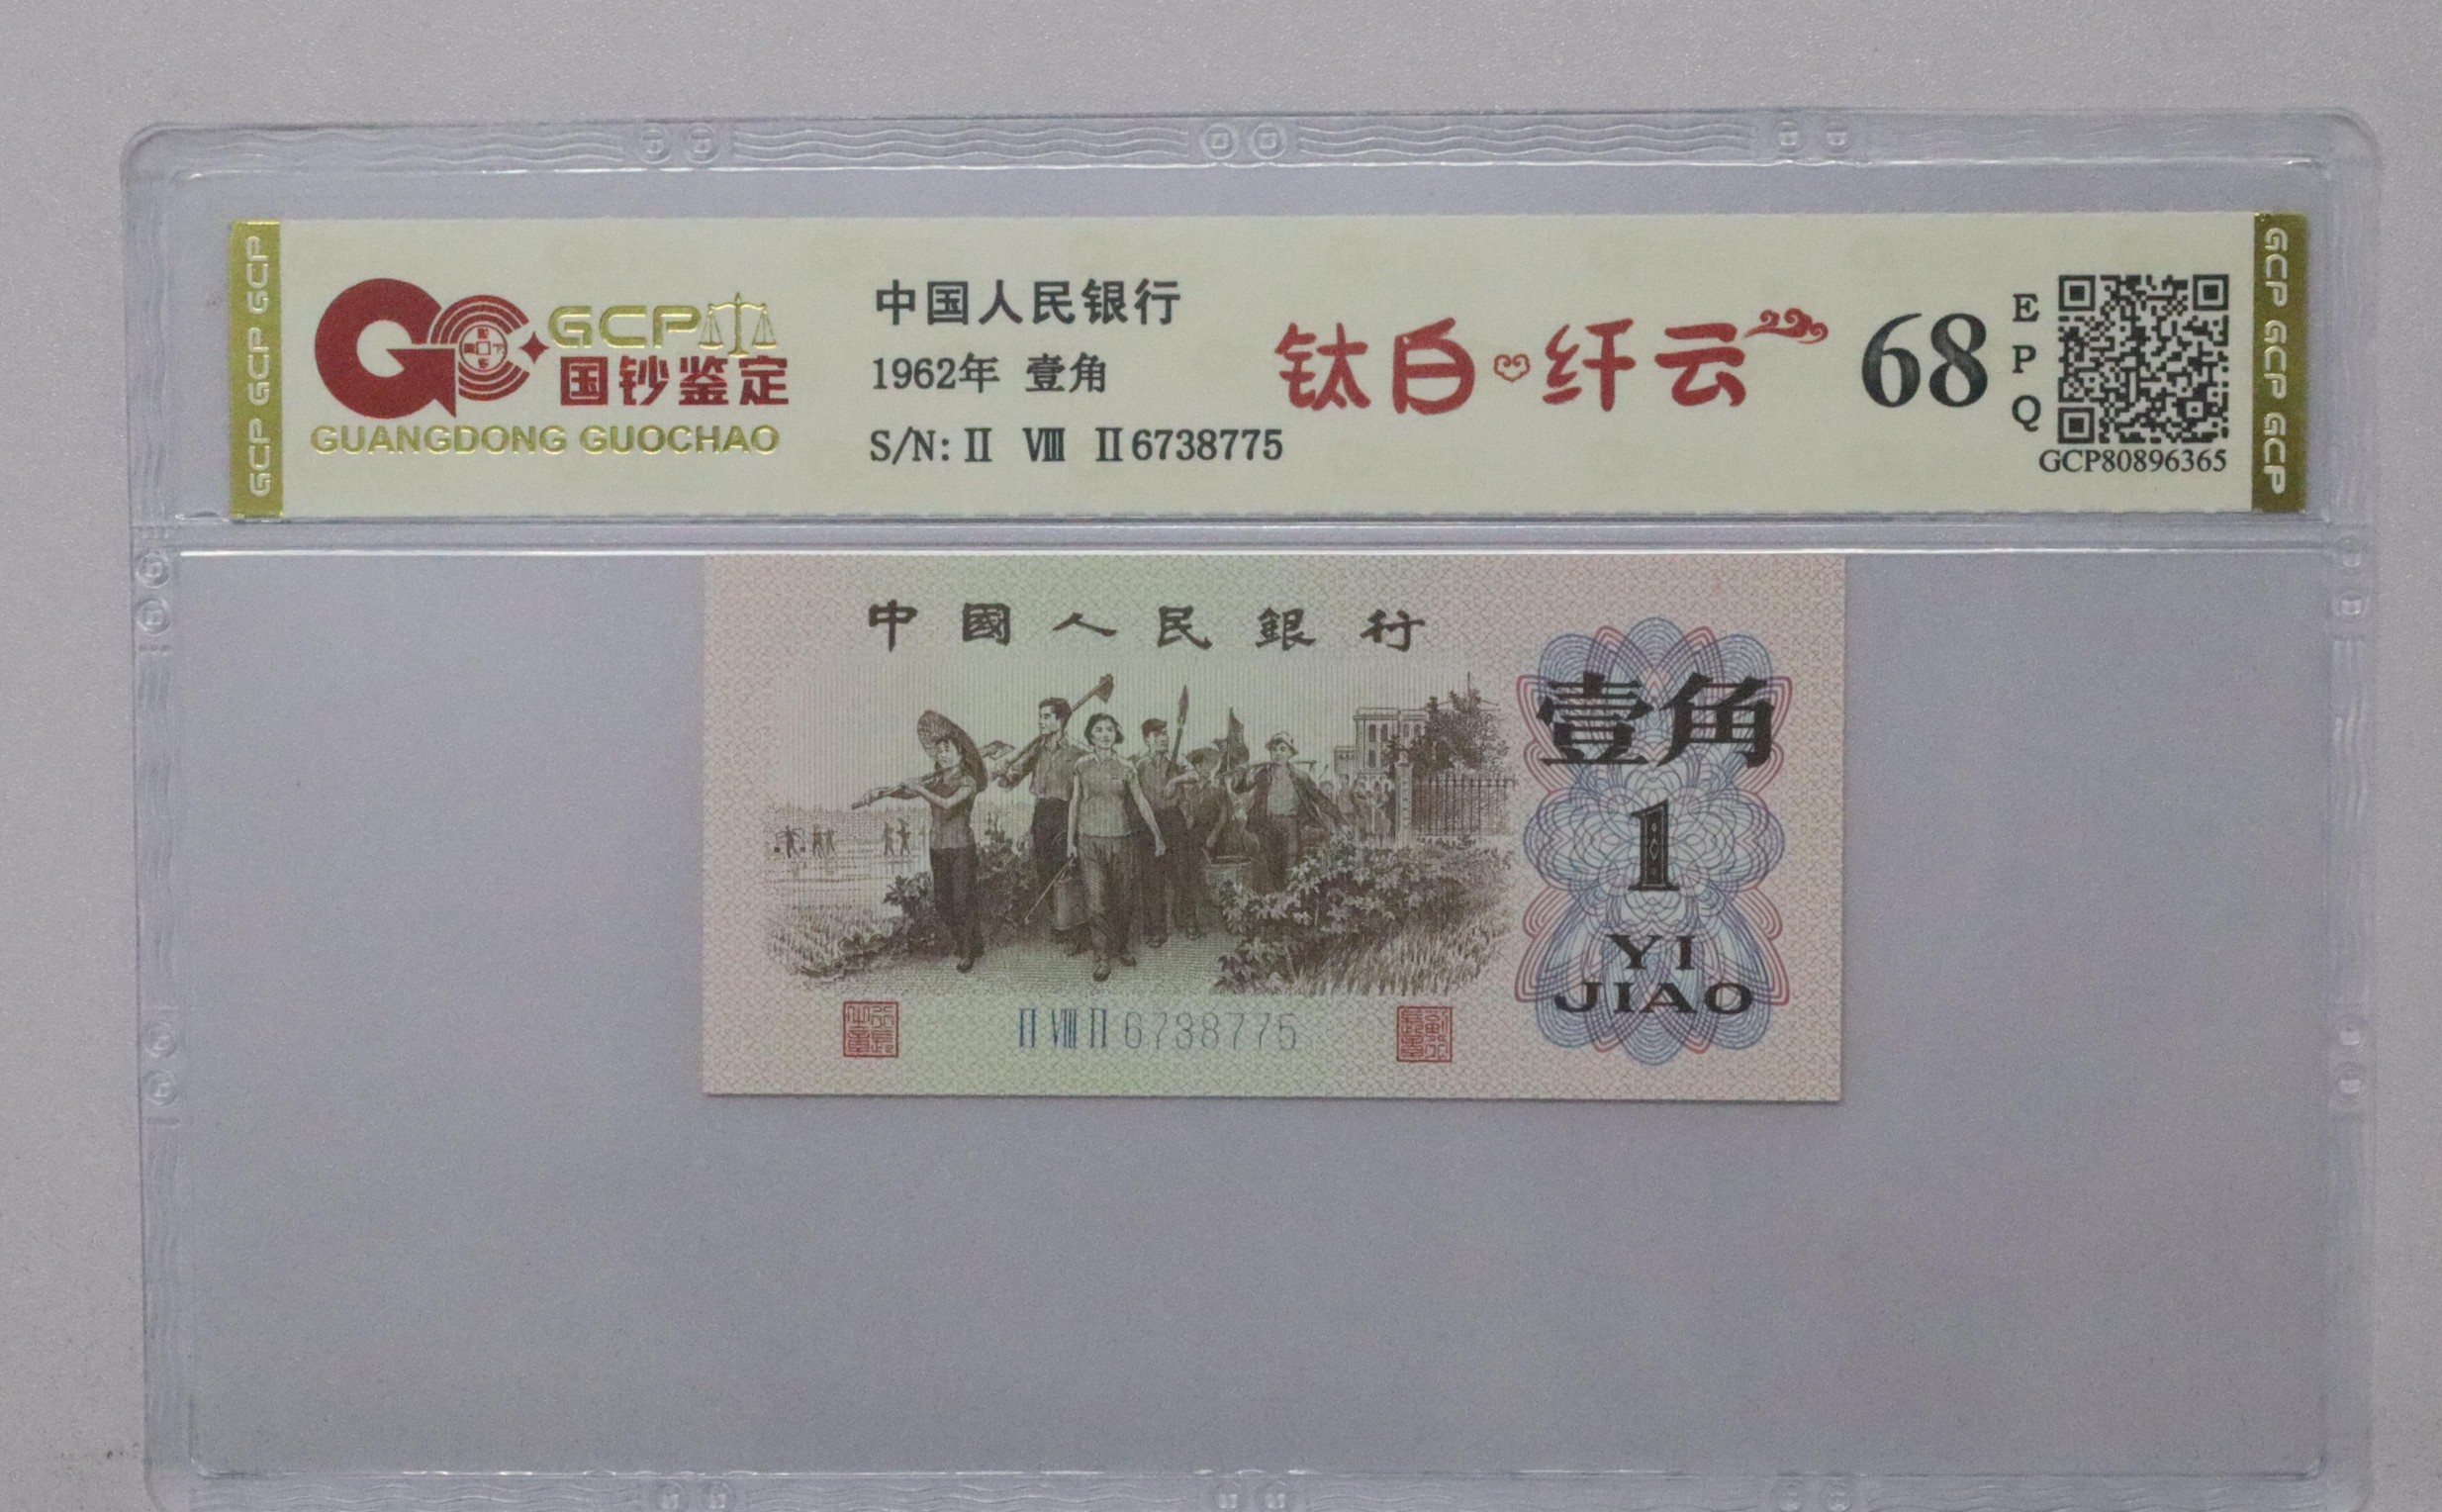 GCP GCP GCP
GCP
国钞鉴定
GUANGDONG GUOCHAO
中国人民银行
1962年 壹角
S/N: Ⅱ Ⅷ Ⅱ6738775
钛白纤云
68
EPQ
GCP80896365
GCP GCP GCP
中國人民銀行
壹角
1
YI
JIAO
Ⅱ Ⅷ Ⅱ 6738775